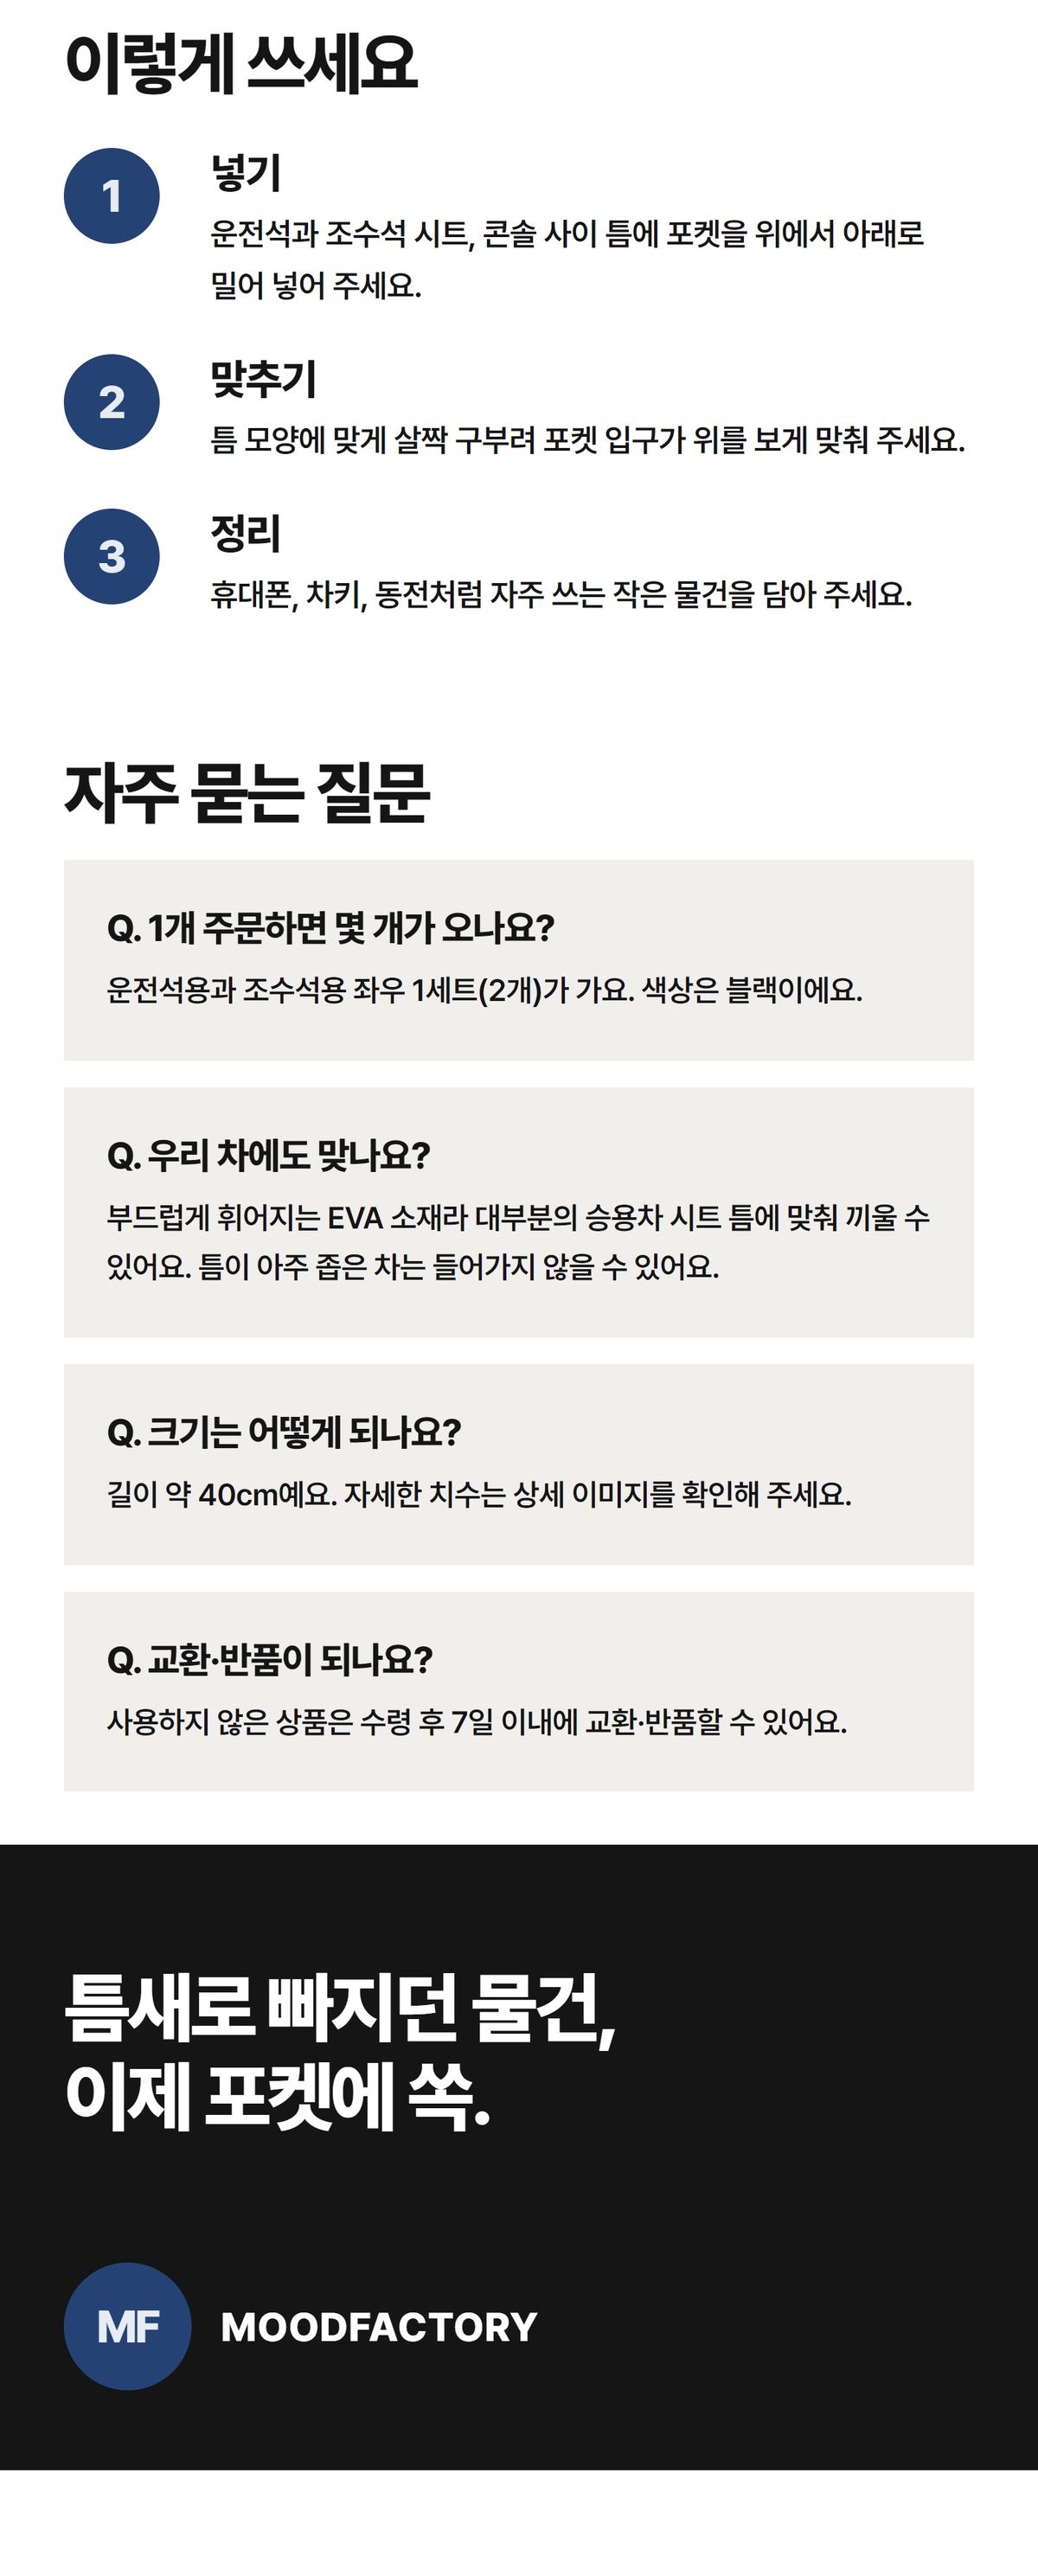 이렇게 쓰세요
1
넣기
운전석과 조수석 시트, 콘솔 사이 틈에 포켓을 위에서 아래로
밀어 넣어 주세요.
2
맞추기
틈 모양에 맞게 살짝 구부려 포켓 입구가 위를 보게 맞춰 주세요.
3
정리
휴대폰, 차키, 동전처럼 자주 쓰는 작은 물건을 담아 주세요.
자주 묻는 질문
Q. 1개 주문하면 몇 개가 오나요?
운전석용과 조수석용 좌우 1세트(2개)가 가요. 색상은 블랙이에요.
Q. 우리 차에도 맞나요?
부드럽게 휘어지는 EVA 소재라 대부분의 승용차 시트 틈에 맞춰 끼울 수
있어요. 틈이 아주 좁은 차는 들어가지 않을 수 있어요.
Q. 크기는 어떻게 되나요?
길이 약 40cm예요. 자세한 치수는 상세 이미지를 확인해 주세요.
Q. 교환·반품이 되나요?
사용하지 않은 상품은 수령 후 7일 이내에 교환·반품할 수 있어요.
틈새로 빠지던 물건,
이제 포켓에 쏙.
MF
MOODFACTORY